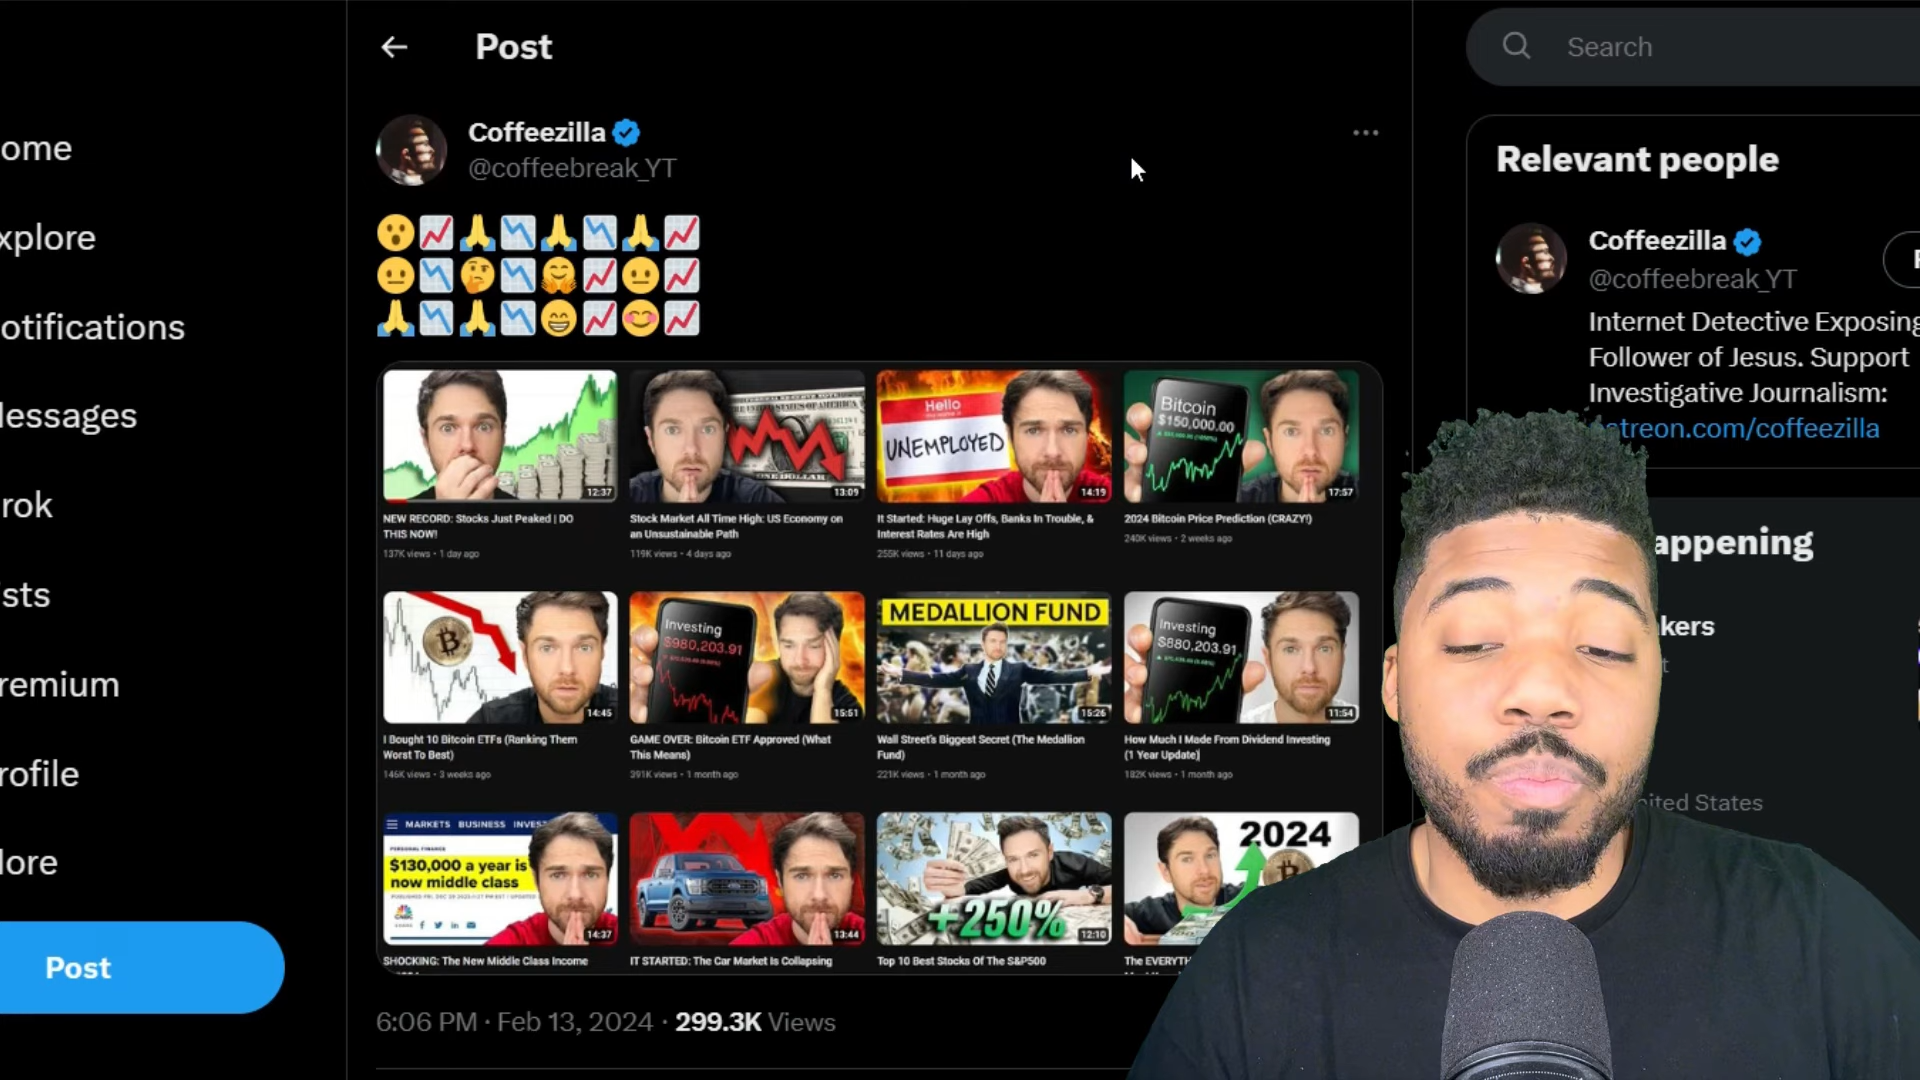 Post
Search
Coffeezilla
@coffeebreak_YT
ome
xplore
otifications
essages
rok
sts
remium
rofile
ore
Post
Hello
UNEMPLOYED
Bitcoin
$150,000.00
12:37
13:09
14:19
17:57
NEW RECORD: Stocks Just Peaked | DO
THIS NOW!
137K views • 1 day ago
Stock Market All Time High: US Economy on
an Unsustainable Path
119K views • 4 days ago
It Started: Huge Lay Offs, Banks In Trouble, &
Interest Rates Are High
255K views • 11 days ago
2024 Bitcoin Price Prediction (CRAZY!)
240K views • 2 weeks ago
Investing
$980,203.91
MEDALLION FUND
Investing
$880,203.91
14:45
15:51
15:26
11:54
I Bought 10 Bitcoin ETFs (Ranking Them
Worst To Best)
146K views • 3 weeks ago
GAME OVER: Bitcoin ETF Approved (What
This Means)
391K views • 1 month ago
Wall Street's Biggest Secret (The Medallion
Fund)
221K views • 1 month ago
How Much I Made From Dividend Investing
(1 Year Update)
182K views • 1 month ago
MARKETS BUSINESS INVEST
PERSONAL FINANCE
$130,000 a year is
now middle class
CNBC
+250%
2024
14:37
13:44
12:10
SHOCKING: The New Middle Class Income
IT STARTED: The Car Market Is Collapsing
Top 10 Best Stocks Of The S&P500
The EVERYTH
6:06 PM · Feb 13, 2024 · 299.3K Views
Relevant people
Coffeezilla
@coffeebreak_YT
Internet Detective Exposing
Follower of Jesus. Support
Investigative Journalism:
atreon.com/coffeezilla
appening
kers
ited States